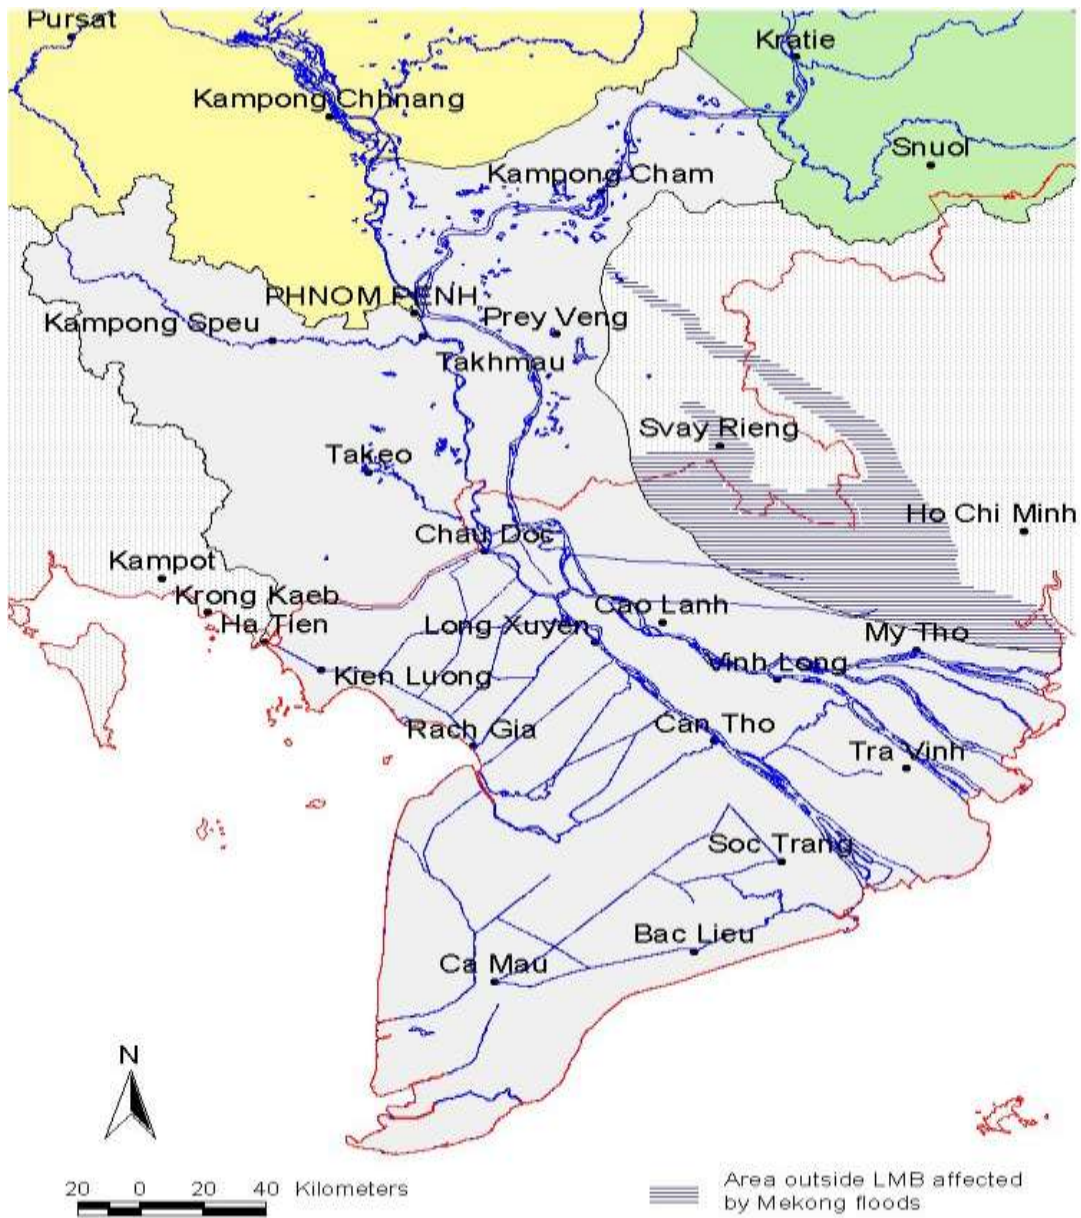 Pursat
Kratie
Kampong Chhnang
Snuol
Kampong Cham
PHNOM PENH
Kampong Speu
Prey Veng
Takhmau
Svay Rieng
Takeo
Ho Chi Minh
Chau Doc
Kampot
Krong Kaeb
Cao Lanh
Ha Tien
Long Xuyen
My Tho
Vinh Long
Kien Luong
Rach Gia
Can Tho
Tra Vinh
Soc Trang
Bac Lieu
Ca Mau
N
20 0 20 40 Kilometers
Area outside LMB affected
by Mekong floods